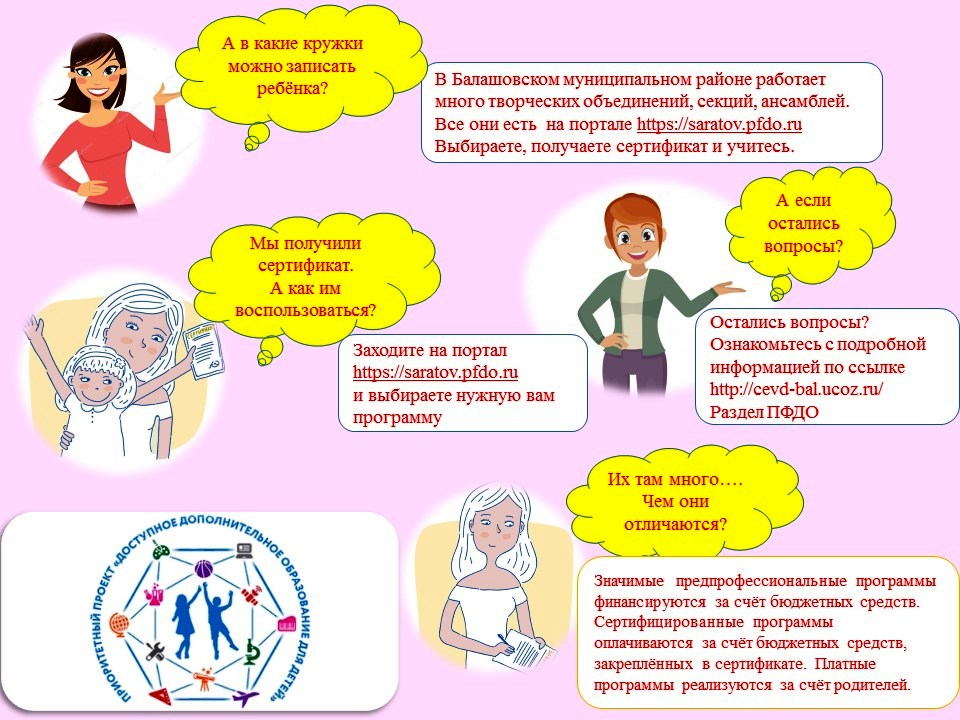 А в какие кружки
можно записать
ребёнка?
В Балашовском муниципальном районе работает
много творческих объединений, секций, ансамблей.
Все они есть на портале https://saratov.pfdo.ru
Выбираете, получаете сертификат и учитесь.
А если
остались
вопросы?
Остались вопросы?
Ознакомьтесь с подробной
информацией по ссылке
http://cevd-bal.ucoz.ru/
Раздел ПФДО
Мы получили
сертификат.
А как им
воспользоваться?
СЕРТИФИКАТ
Заходите на портал
https://saratov.pfdo.ru
и выбираете нужную вам
программу
Их там много….
Чем они
отличаются?
Значимые предпрофессиональные программы
финансируются за счёт бюджетных средств.
Сертифицированные программы
оплачиваются за счёт бюджетных средств,
закреплённых в сертификате. Платные
программы реализуются за счёт родителей.
ПРИОРИТЕТНЫЙ ПРОЕКТ «ДОСТУПНОЕ ДОПОЛНИТЕЛЬНОЕ ОБРАЗОВАНИЕ ДЛЯ ДЕТЕЙ»